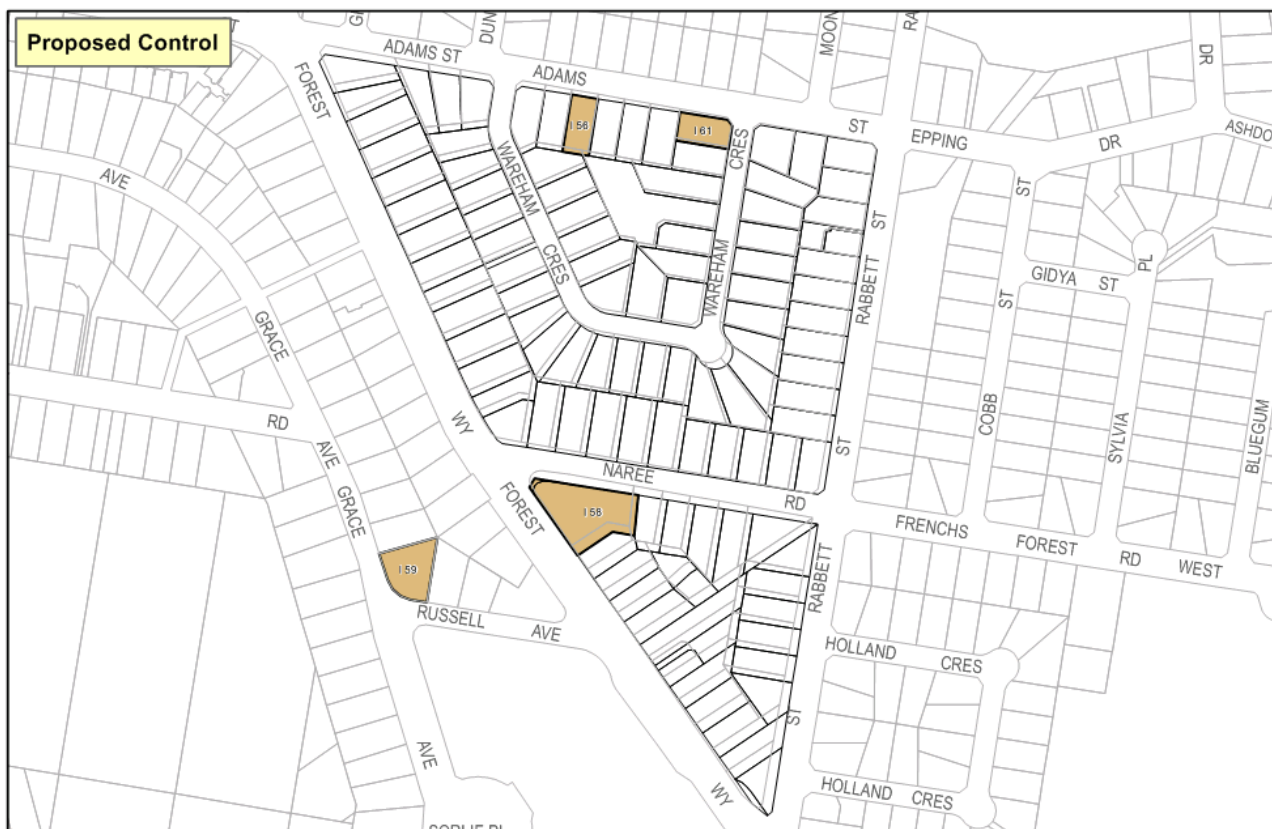 Proposed Control
DUN
MOON
RA
DR
ADAMS ST
ADAMS
FOREST
I 56
I 61
CRES
ST
EPPING
DR
ASHDO
AVE
WAREHAM
CRES
WAREHAM
ST
RABBETT
ST
GIDYA ST
PL
ST
GRACE
COBB
SYLVIA
BLUEGUM
RD
AVE
WY
NAREE
RD
ST
GRACE
FOREST
I 58
FRENCHS
FOREST
RD
WEST
I 59
RABBETT
RUSSELL
AVE
HOLLAND CRES
ST
AVE
WY
HOLLAND CRES